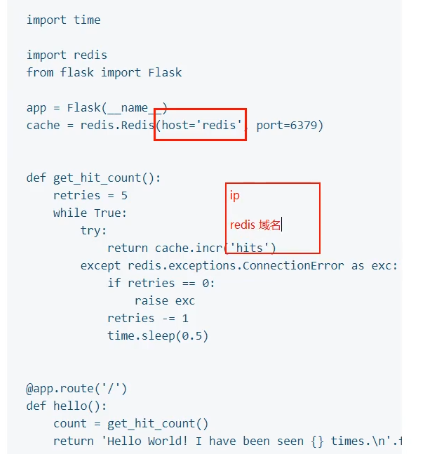 import time
import redis
from flask import Flask
app = Flask(__name__)
cache = redis.Redis(host='redis', port=6379)
def get_hit_count():
retries = 5
while True:
try:
return cache.incr('hits')
except redis.exceptions.ConnectionError as exc:
if retries == 0:
raise exc
retries -= 1
time.sleep(0.5)
ip
redis 域名
@app.route('/')
def hello():
count = get_hit_count()
return 'Hello World! I have been seen {} times.\n'.f